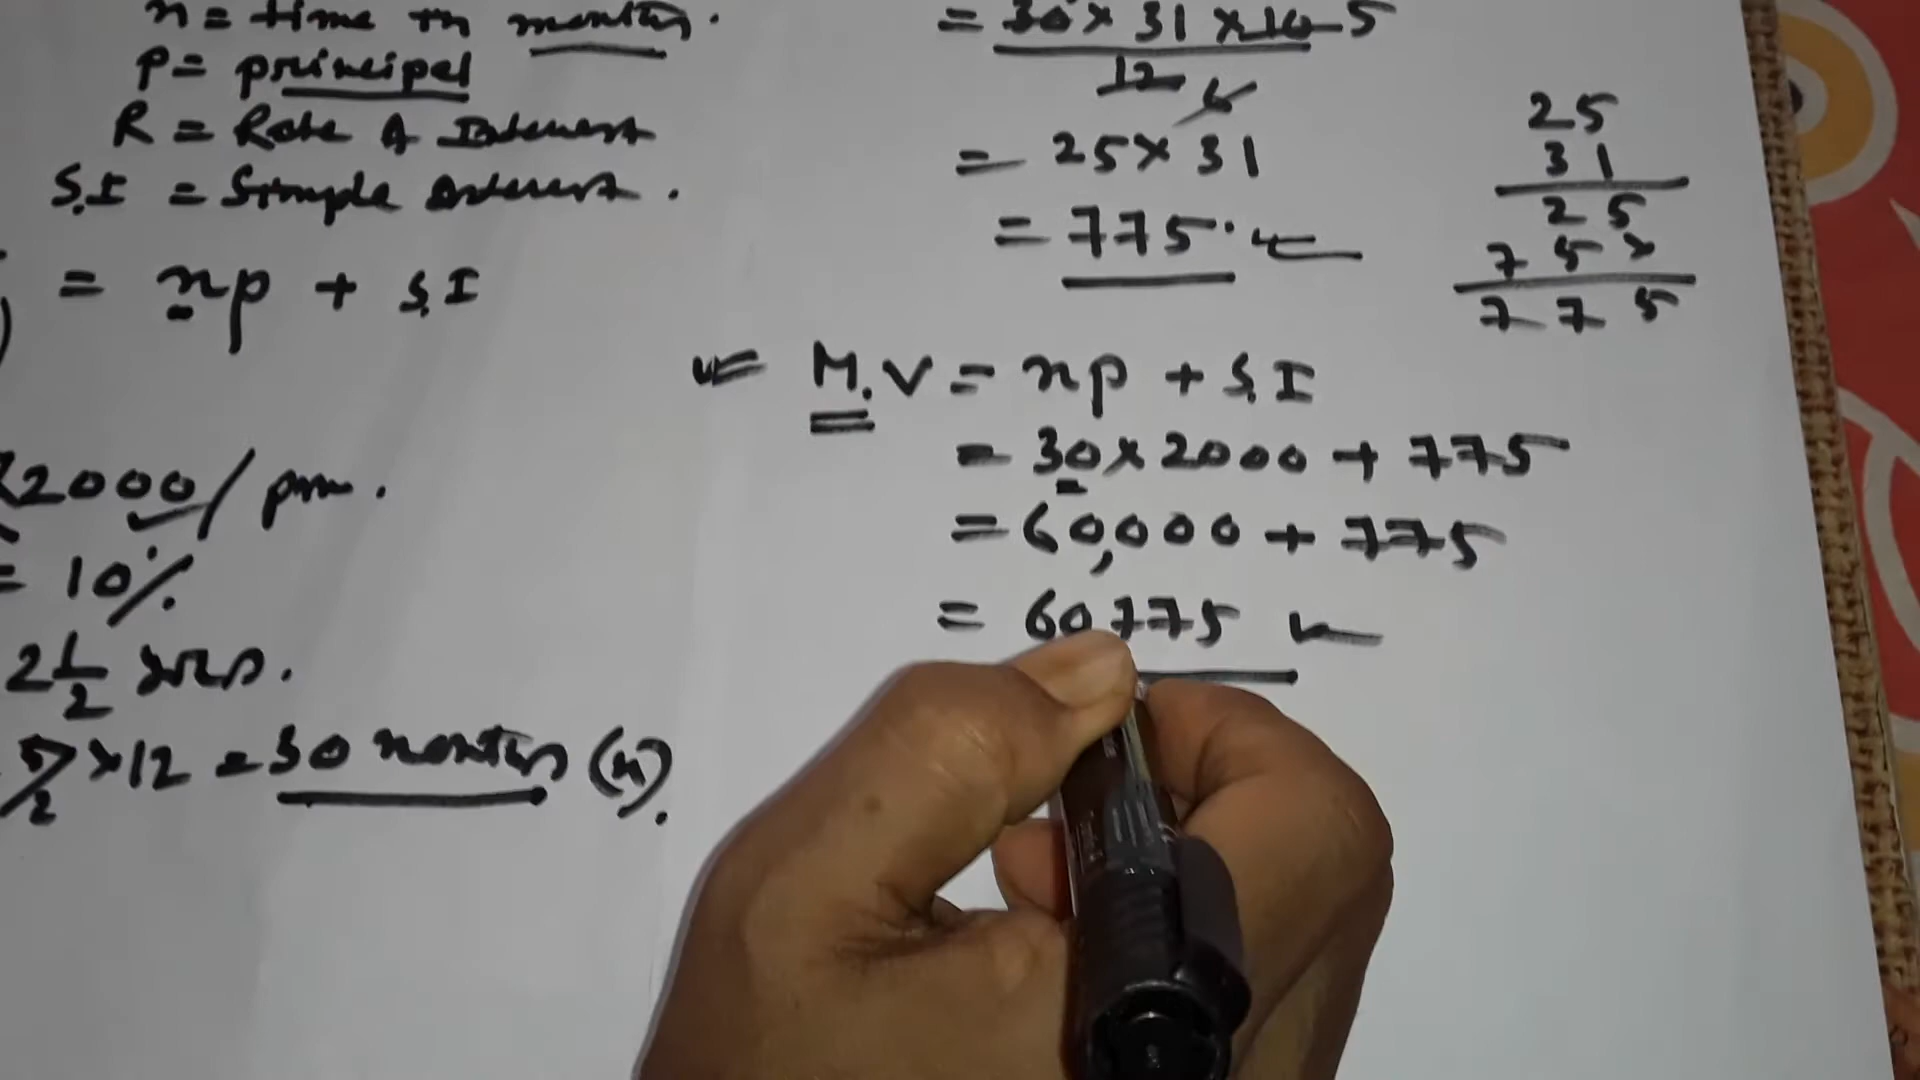 n = time in months.
P = principal
R = Rate of Interest
S.I = Simple Interest.
= np + S.I
₹2000/pm.
= 10%
2 1/2 yrs.
5/2 × 12 = 30 months (n).
= 30 × 31 × 10 5
12 6
= 25 × 31
= 775.
M.V = np + S.I
= 30 × 2000 + 775
= 60,000 + 775
= 60775
25
31
25
75×
775